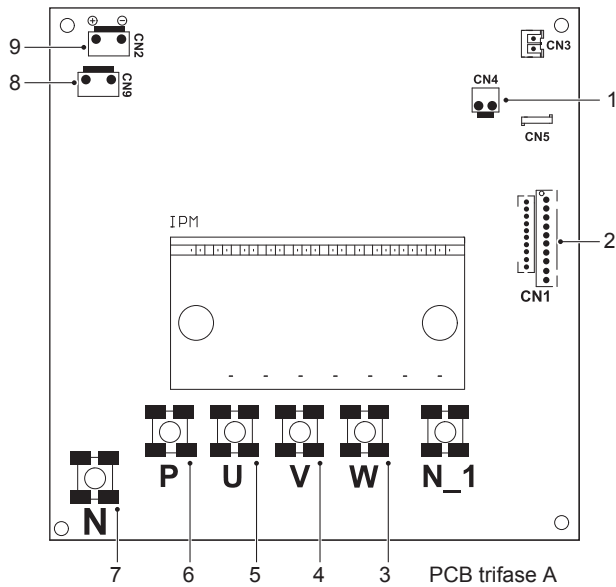 ⊕ ⊖
9
CN2
8
CN9
CN3
CN4
1
CN5
IPM
2
CN1
P U V W N_1
N
7 6 5 4 3 PCB trifase A